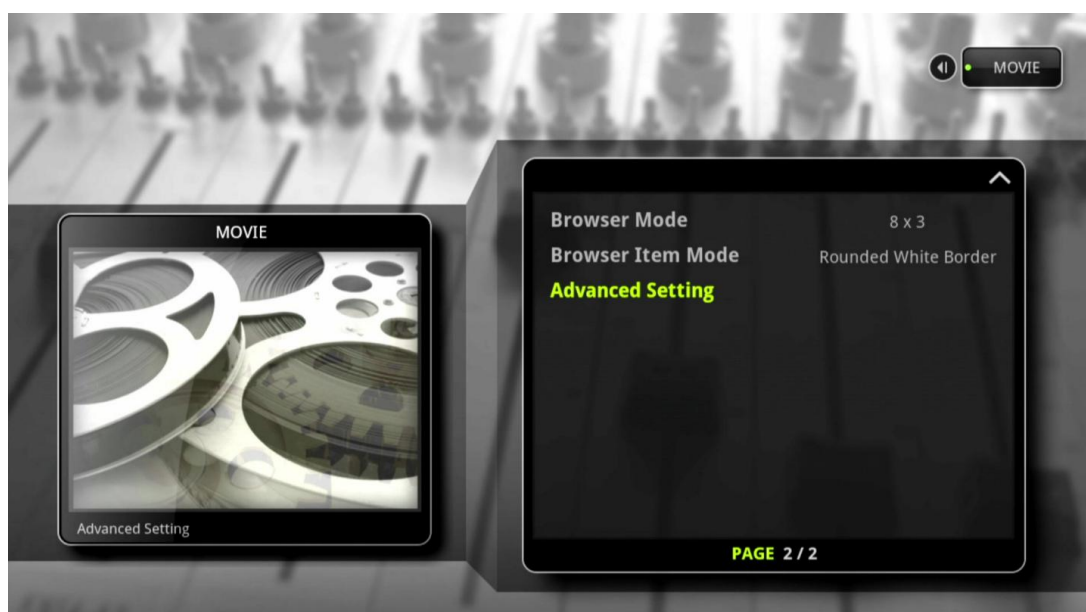 MOVIE
MOVIE
Browser Mode 8 x 3
Browser Item Mode Rounded White Border
Advanced Setting
Advanced Setting
PAGE 2 / 2